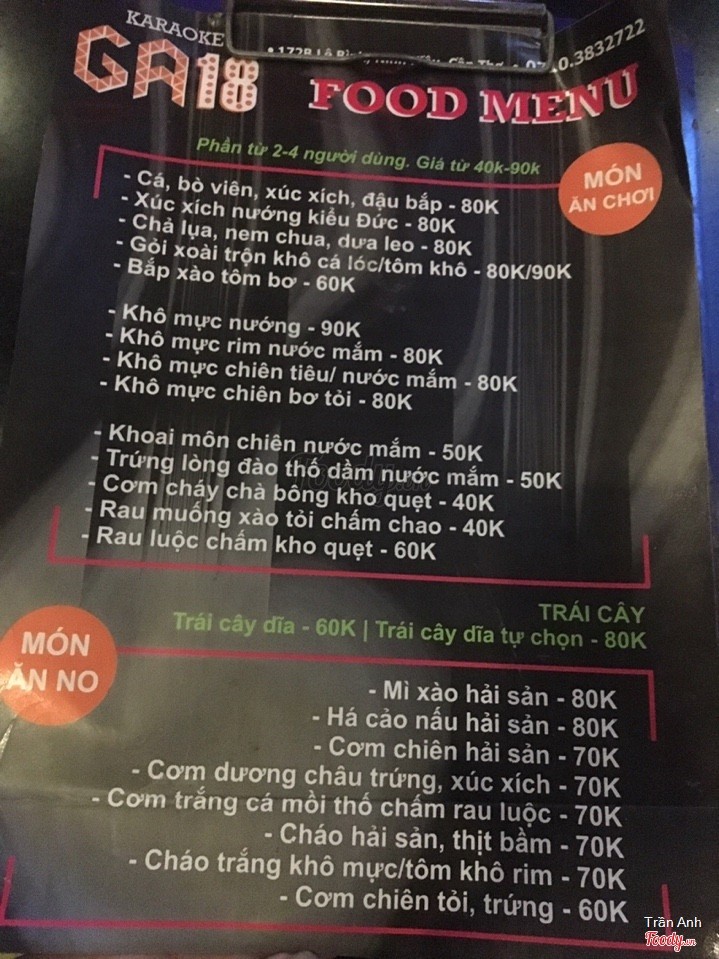 KARAOKE
GA18
0.3832722
FOOD MENU
Phần từ 2-4 người dùng. Giá từ 40k-90k
MÓN
ĂN CHƠI
- Cá, bò viên, xúc xích, đậu bắp - 80K
- Xúc xích nướng kiểu Đức - 80K
- Chả lụa, nem chua, dưa leo - 80K
- Gỏi xoài trộn khô cá lóc/tôm khô - 80K/90K
- Bắp xào tôm bơ - 60K
- Khô mực nướng - 90K
- Khô mực rim nước mắm - 80K
- Khô mực chiên tiêu/ nước mắm - 80K
- Khô mực chiên bơ tỏi - 80K
- Khoai môn chiên nước mắm - 50K
- Trứng lòng đào thố dầm nước mắm - 50K
- Cơm cháy chà bông kho quẹt - 40K
- Rau muống xào tỏi chấm chao - 40K
- Rau luộc chấm kho quẹt - 60K
TRÁI CÂY
Trái cây dĩa - 60K | Trái cây dĩa tự chọn - 80K
MÓN
ĂN NO
- Mì xào hải sản - 80K
- Há cảo nấu hải sản - 80K
- Cơm chiên hải sản - 70K
- Cơm dương châu trứng, xúc xích - 70K
- Cơm trắng cá mồi thố chấm rau luộc - 70K
- Cháo hải sản, thịt bầm - 70K
- Cháo trắng khô mực/tôm khô rim - 70K
- Cơm chiên tỏi, trứng - 60K
Trần Anh
Foody.vn